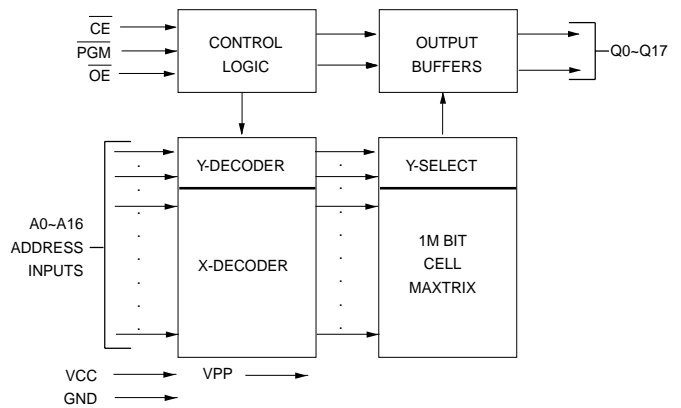 CE
PGM
OE
CONTROL
LOGIC
OUTPUT
BUFFERS
Q0~Q17
A0~A16
ADDRESS
INPUTS
Y-DECODER
X-DECODER
Y-SELECT
1M BIT
CELL
MAXTRIX
VCC
VPP
GND